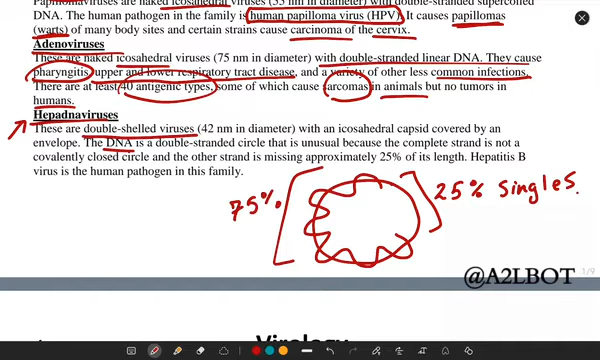 Papillomaviruses are naked icosahedral viruses (55 nm in diameter) with double-stranded supercoiled
DNA. The human pathogen in the family is human papilloma virus (HPV). It causes papillomas
(warts) of many body sites and certain strains cause carcinoma of the cervix.
Adenoviruses
These are naked icosahedral viruses (75 nm in diameter) with double-stranded linear DNA. They cause
pharyngitis upper and lower respiratory tract disease, and a variety of other less common infections.
There are at least 40 antigenic types, some of which cause sarcomas in animals but no tumors in
humans.
Hepadnaviruses
These are double-shelled viruses (42 nm in diameter) with an icosahedral capsid covered by an
envelope. The DNA is a double-stranded circle that is unusual because the complete strand is not a
covalently closed circle and the other strand is missing approximately 25% of its length. Hepatitis B
virus is the human pathogen in this family.
75%
25% singles.
1/9
@A2LBOT
Virology